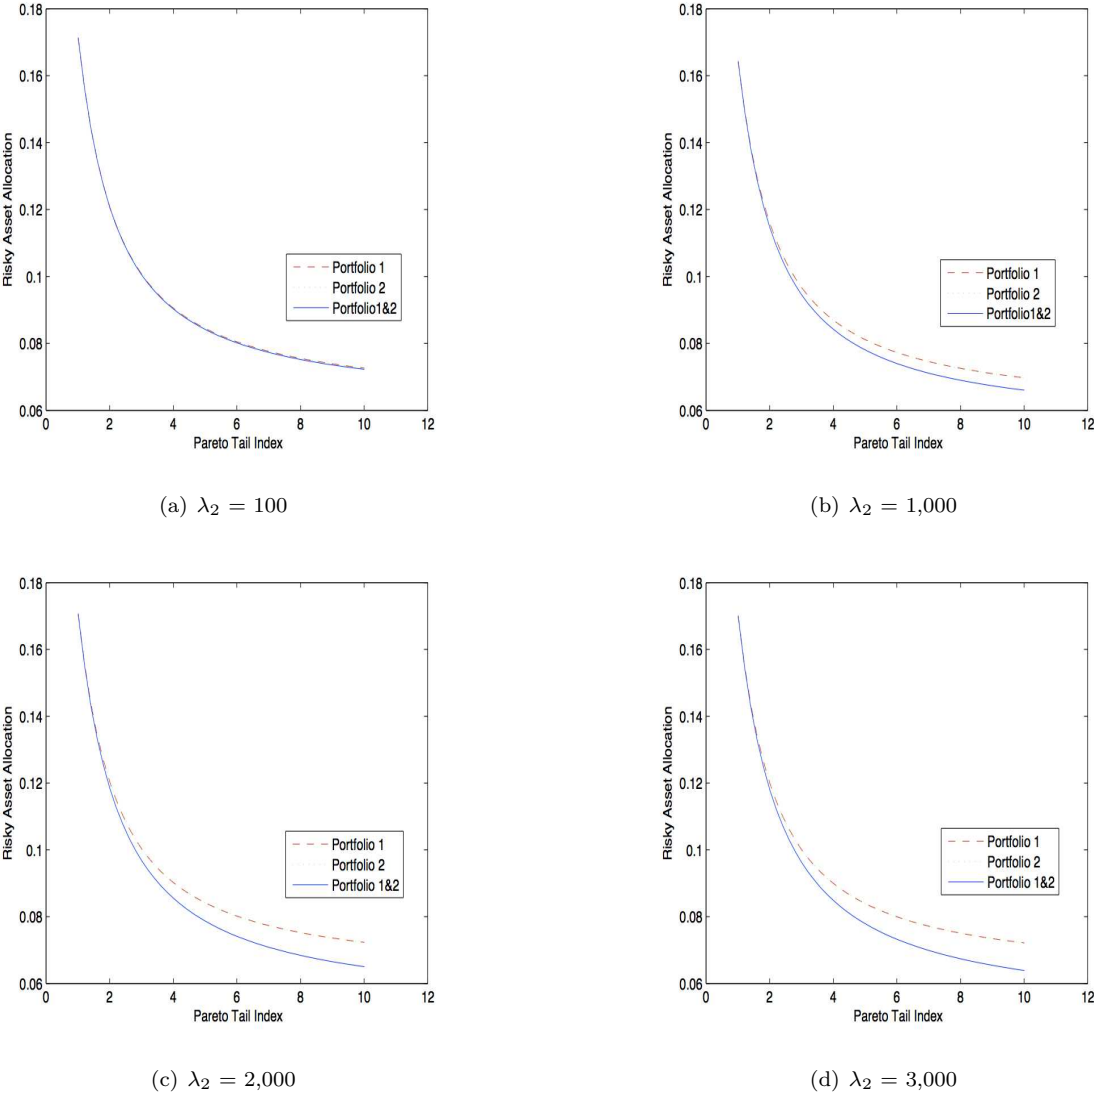 0.18
0.16
0.14
0.12
0.1
0.08
0.06
Risky Asset Allocation
0 2 4 6 8 10 12
Pareto Tail Index
Portfolio 1
Portfolio 2
Portfolio1&2
(a) λ₂ = 100
0.18
0.16
0.14
0.12
0.1
0.08
0.06
Risky Asset Allocation
0 2 4 6 8 10 12
Pareto Tail Index
Portfolio 1
Portfolio 2
Portfolio1&2
(b) λ₂ = 1,000
0.18
0.16
0.14
0.12
0.1
0.08
0.06
Risky Asset Allocation
0 2 4 6 8 10 12
Pareto Tail Index
Portfolio 1
Portfolio 2
Portfolio 1&2
(c) λ₂ = 2,000
0.18
0.16
0.14
0.12
0.1
0.08
0.06
Risky Asset Allocation
0 2 4 6 8 10 12
Pareto Tail Index
Portfolio 1
Portfolio 2
Portfolio 1&2
(d) λ₂ = 3,000